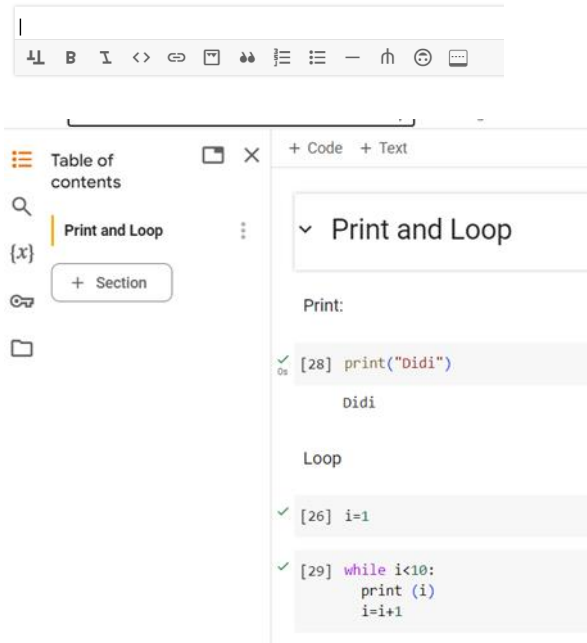 B
I
<>
Table of
contents
+ Code + Text
Print and Loop
+ Section
{x}
Print and Loop
Print:
[28] print("Didi")
0s
Didi
Loop
[26] i=1
[29] while i<10:
print (i)
i=i+1